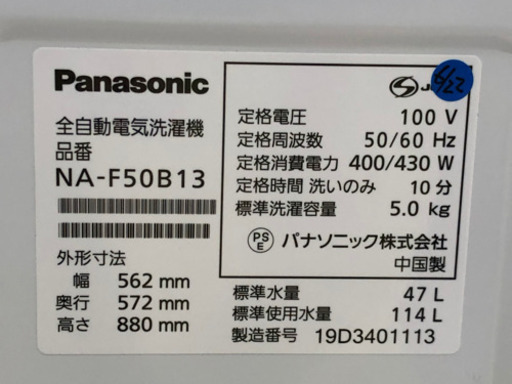 Panasonic
全自動電気洗濯機
品番
NA-F50B13
外形寸法
幅 562 mm
奥行 572 mm
高さ 880 mm
定格電圧 100 V
定格周波数 50/60 Hz
定格消費電力 400/430 W
定格時間 洗いのみ 10 分
標準洗濯容量 5.0 kg
PS
E パナソニック株式会社
中国製
標準水量 47 L
標準使用水量 114 L
製造番号 19D3401113